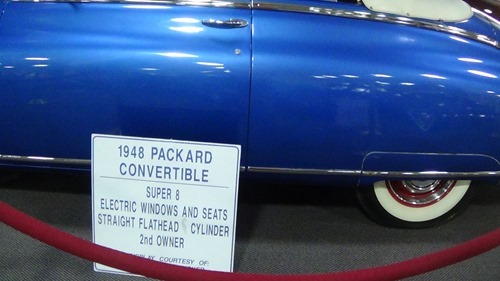 1948 PACKARD
CONVERTIBLE
SUPER 8
ELECTRIC WINDOWS AND SEATS
STRAIGHT FLATHEAD CYLINDER
2nd OWNER
COURTESY OF: